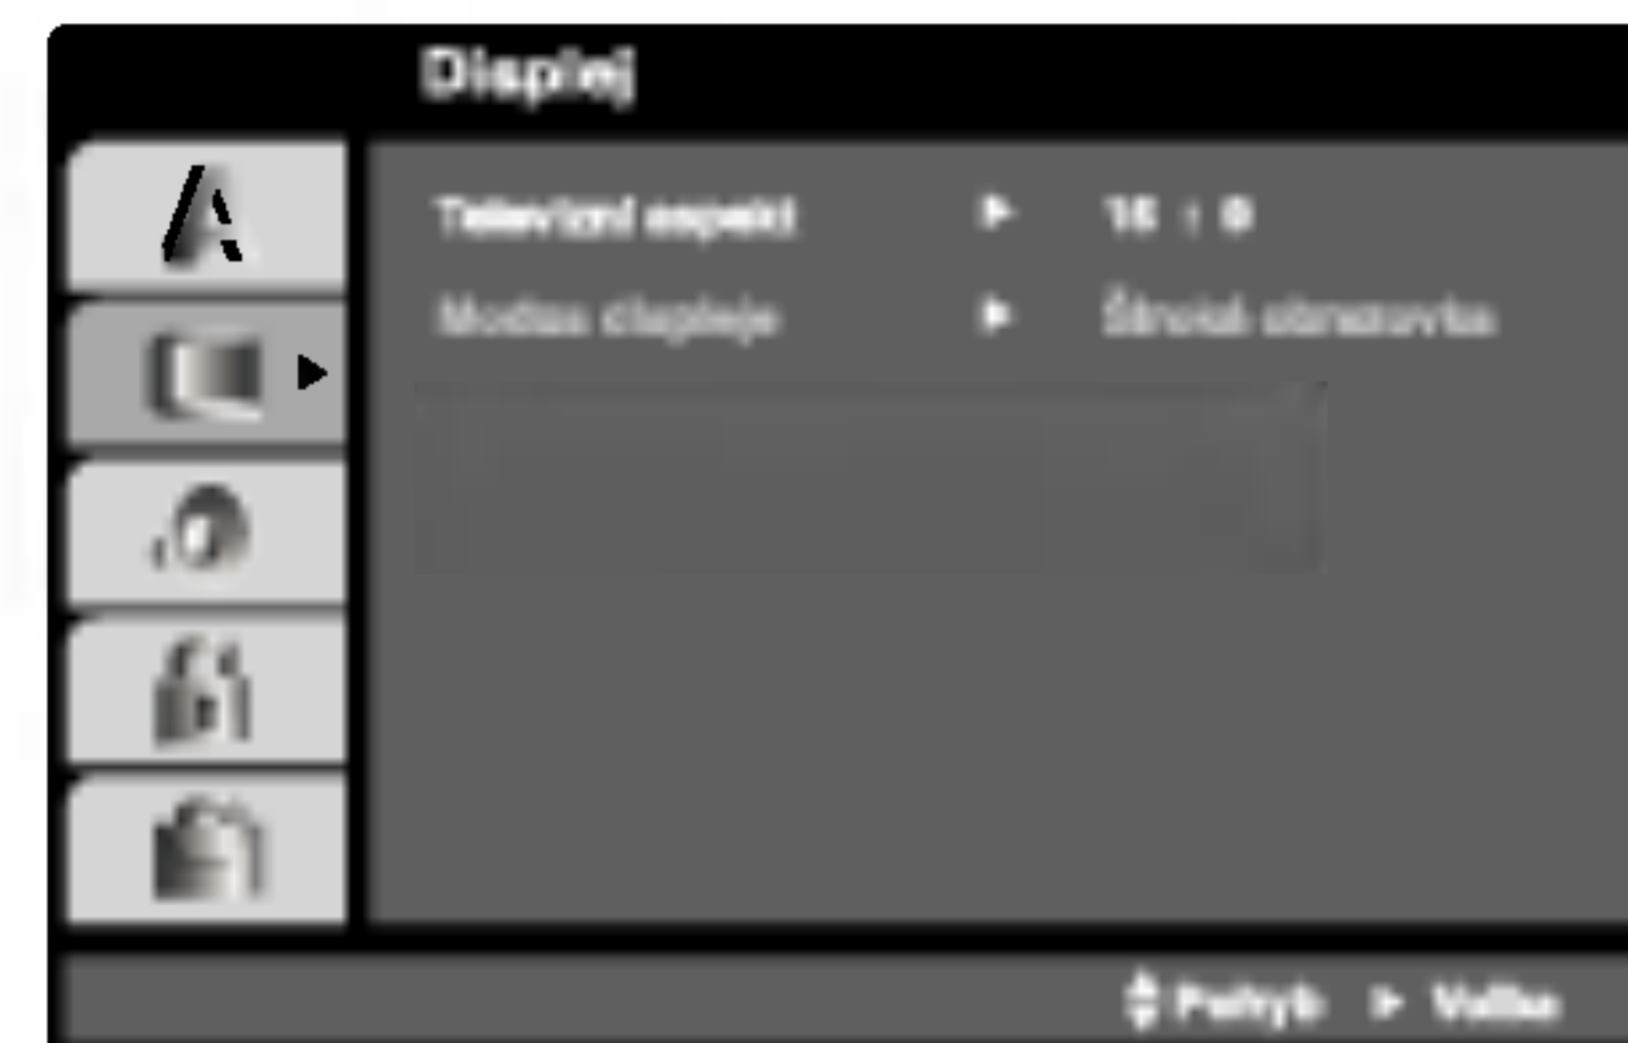 Displej
A
Televizní aspekt ► 16 : 9
Modus displeje ► Široká obrazovka
Pohyb ► Volba